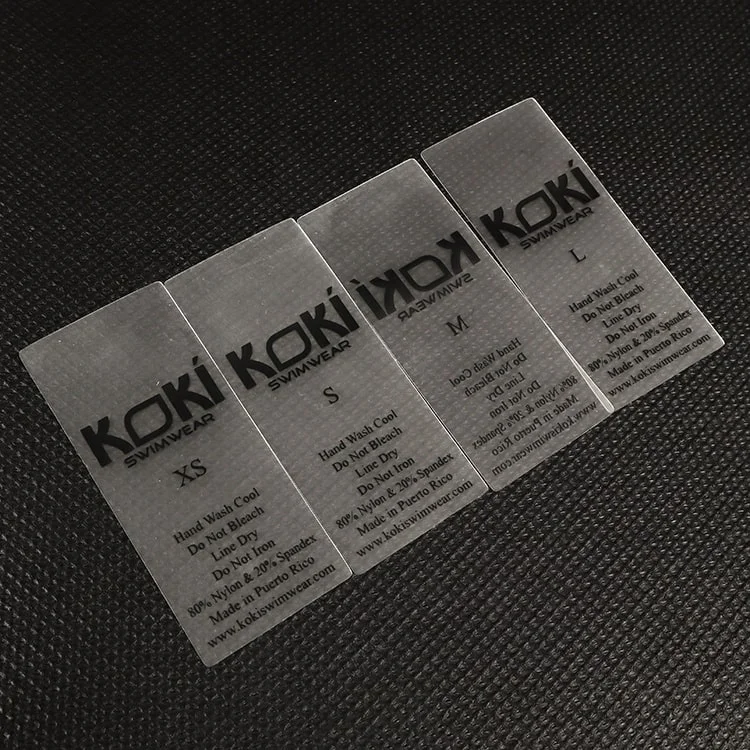 KOKÍ
SWIMWEAR
XS
Hand Wash Cool
Do Not Bleach
Line Dry
Do Not Iron
80% Nylon & 20% Spandex
Made in Puerto Rico
www.kokiswimwear.com
KOKÍ
SWIMWEAR
S
Hand Wash Cool
Do Not Bleach
Line Dry
Do Not Iron
80% Nylon & 20% Spandex
Made in Puerto Rico
www.kokiswimwear.com
KOKÍ
SWIMWEAR
M
Hand Wash Cool
Do Not Bleach
Line Dry
Do Not Iron
80% Nylon & 20% Spandex
Made in Puerto Rico
www.kokiswimwear.com
KOKÍ
SWIMWEAR
L
Hand Wash Cool
Do Not Bleach
Line Dry
Do Not Iron
80% Nylon & 20% Spandex
Made in Puerto Rico
www.kokiswimwear.com